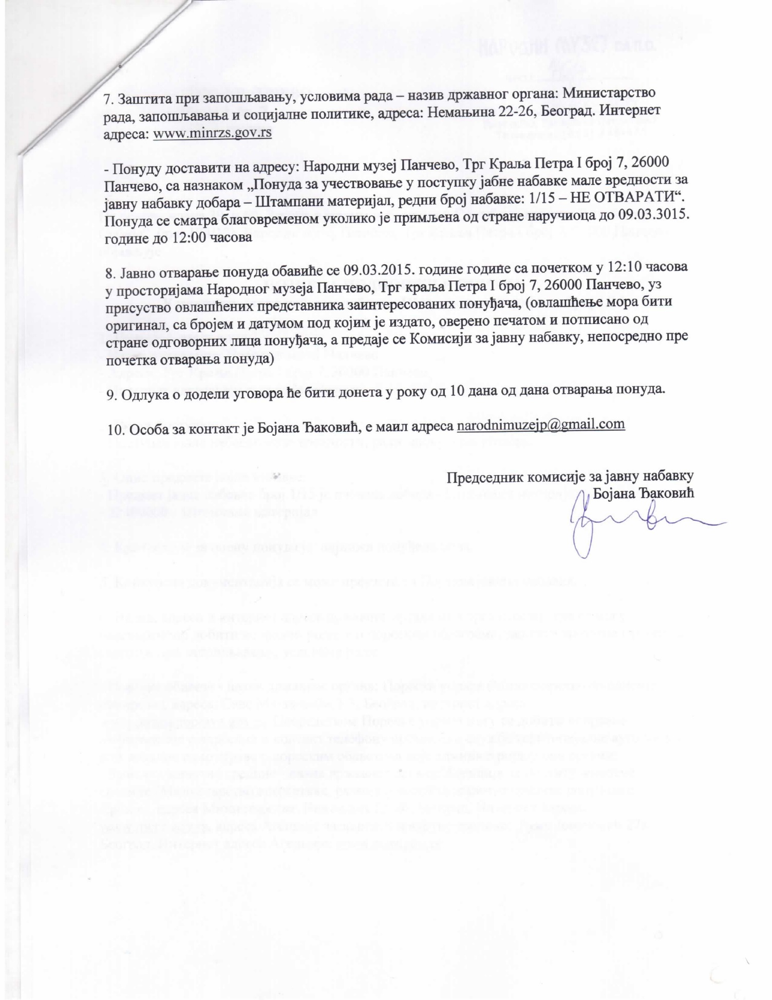 7. Заштита при запошљавању, условима рада – назив државног органа: Министарство
рада, запошљавања и социјалне политике, адреса: Немањина 22-26, Београд. Интернет
адреса: www.minrzs.gov.rs
- Понуду доставити на адресу: Народни музеј Панчево, Трг Краља Петра I број 7, 26000
Панчево, са назнаком „Понуда за учествовање у поступку јабне набавке мале вредности за
јавну набавку добара – Штампани материјал, редни број набавке: 1/15 – НЕ ОТВАРАТИ“.
Понуда се сматра благовременом уколико је примљена од стране наручиоца до 09.03.3015.
године до 12:00 часова
8. Јавно отварање понуда обавиће се 09.03.2015. године године са почетком у 12:10 часова
у просторијама Народног музеја Панчево, Трг краља Петра I број 7, 26000 Панчево, уз
присуство овлашћених представника заинтересованих понуђача, (овлашћење мора бити
оригинал, са бројем и датумом под којим је издато, оверено печатом и потписано од
стране одговорних лица понуђача, а предаје се Комисији за јавну набавку, непосредно пре
почетка отварања понуда)
9. Одлука о додели уговора ће бити донета у року од 10 дана од дана отварања понуда.
10. Особа за контакт је Бојана Ђаковић, е маил адреса narodnimuzejp@gmail.com
Председник комисије за јавну набавку
Бојана Ђаковић